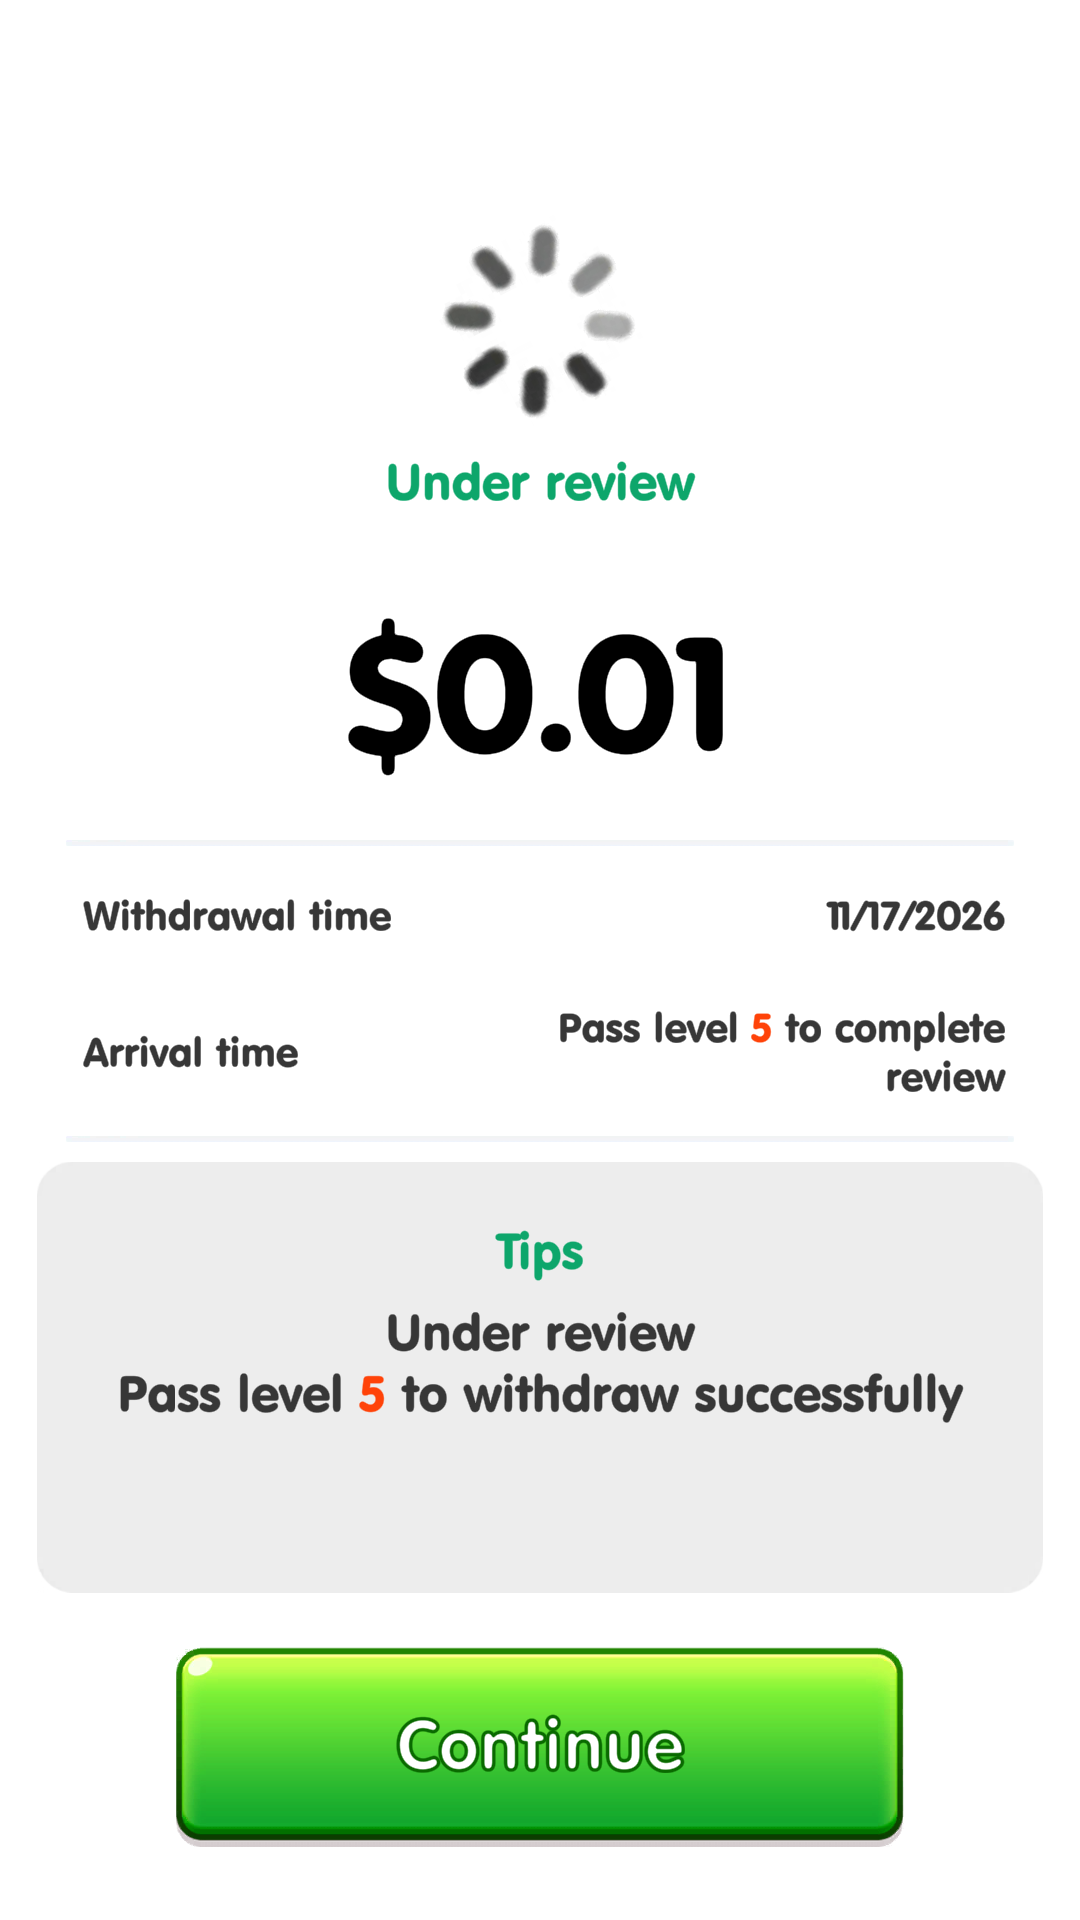 Under review
$0.01
Withdrawal time
11/17/2026
Arrival time
Pass level 5 to complete
review
Tips
Under review
Pass level 5 to withdraw successfully
Continue